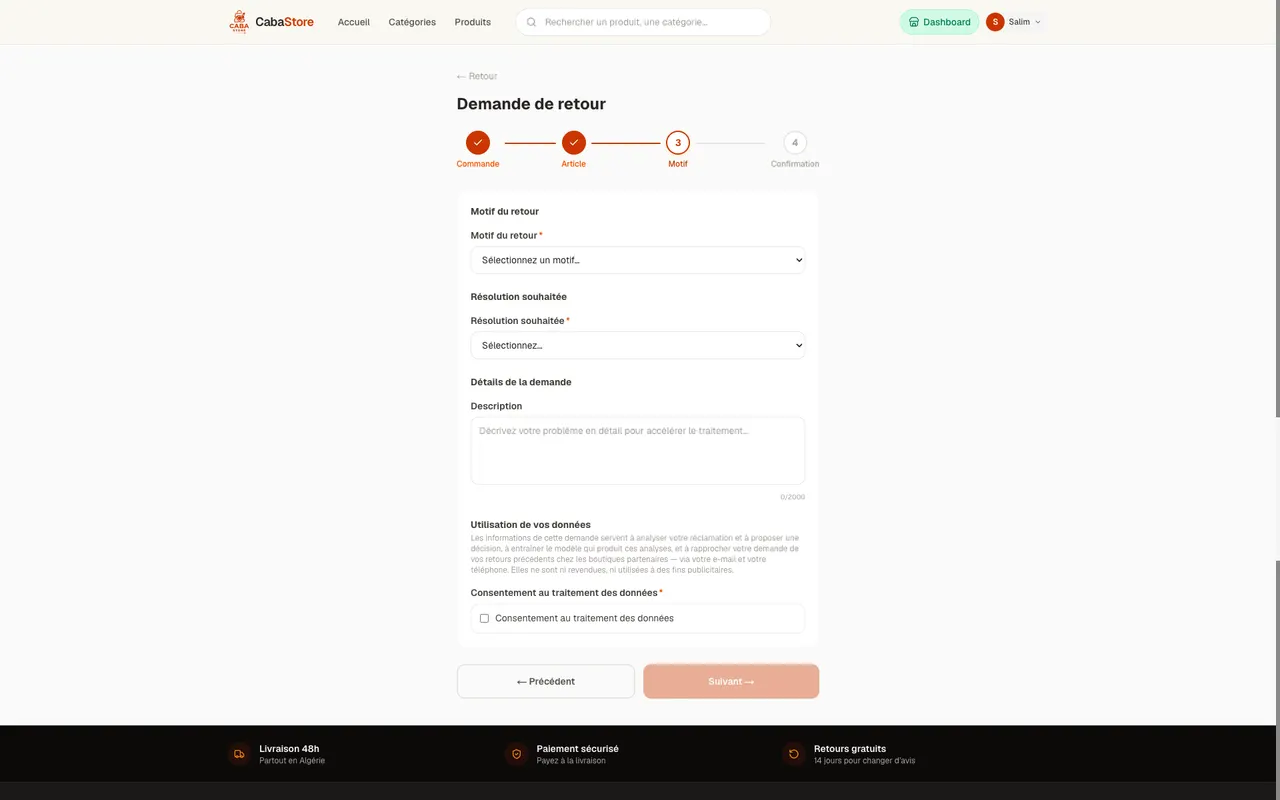 CABA
STORE
CabaStore
Accueil
Catégories
Produits
Rechercher un produit, une catégorie…
Dashboard
S
Salim
← Retour
Demande de retour
3
4
Commande
Article
Motif
Confirmation
Motif du retour
Motif du retour *
Sélectionnez un motif…
Résolution souhaitée
Résolution souhaitée *
Sélectionnez…
Détails de la demande
Description
Décrivez votre problème en détail pour accélérer le traitement…
0/2000
Utilisation de vos données
Les informations de cette demande servent à analyser votre réclamation et à proposer une
décision, à entraîner le modèle qui produit ces analyses, et à rapprocher votre demande de
vos retours précédents chez les boutiques partenaires — via votre e-mail et votre
téléphone. Elles ne sont ni revendues, ni utilisées à des fins publicitaires.
Consentement au traitement des données *
Consentement au traitement des données
← Précédent
Suivant →
Livraison 48h
Partout en Algérie
Paiement sécurisé
Payez à la livraison
Retours gratuits
14 jours pour changer d'avis